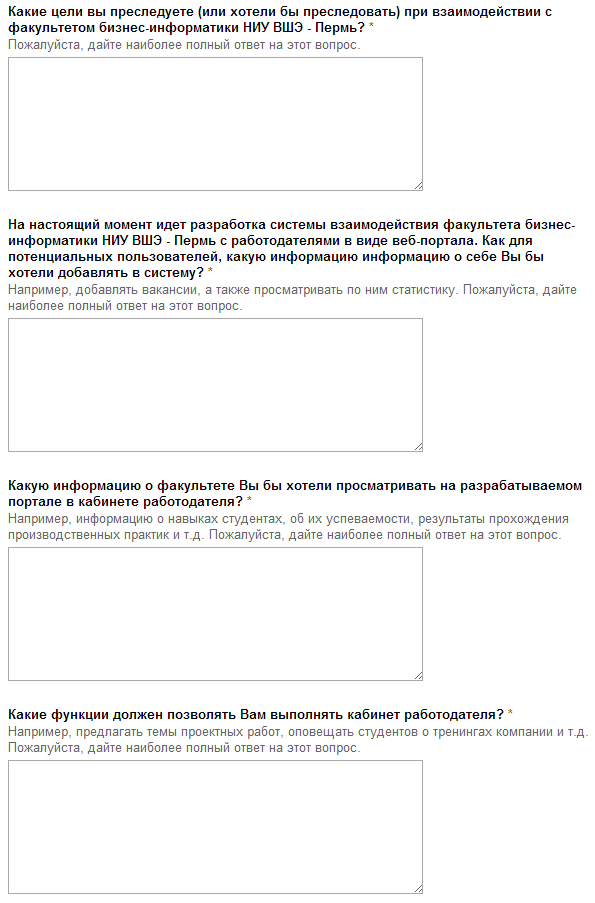 Какие цели вы преследуете (или хотели бы преследовать) при взаимодействии с
факультетом бизнес-информатики НИУ ВШЭ - Пермь? *
Пожалуйста, дайте наиболее полный ответ на этот вопрос.
На настоящий момент идет разработка системы взаимодействия факультета бизнес-
информатики НИУ ВШЭ - Пермь с работодателями в виде веб-портала. Как для
потенциальных пользователей, какую информацию информацию о себе Вы бы
хотели добавлять в систему? *
Например, добавлять вакансии, а также просматривать по ним статистику. Пожалуйста, дайте
наиболее полный ответ на этот вопрос.
Какую информацию о факультете Вы бы хотели просматривать на разрабатываемом
портале в кабинете работодателя? *
Например, информацию о навыках студентах, об их успеваемости, результаты прохождения
производственных практик и т.д. Пожалуйста, дайте наиболее полный ответ на этот вопрос.
Какие функции должен позволять Вам выполнять кабинет работодателя? *
Например, предлагать темы проектных работ, оповещать студентов о тренингах компании и т.д.
Пожалуйста, дайте наиболее полный ответ на этот вопрос.